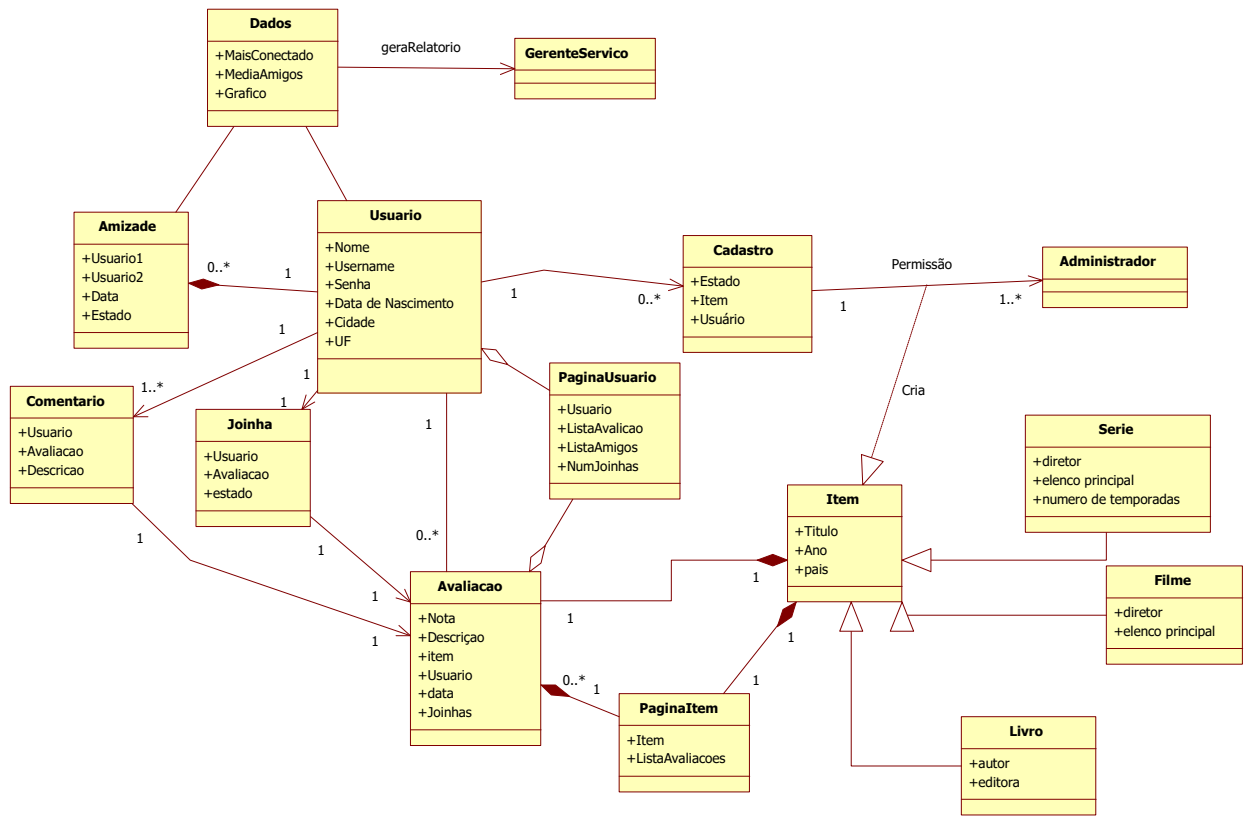 Dados
+MaisConectado
+MediaAmigos
+Grafico
geraRelatorio
GerenteServico
Amizade
+Usuario1
+Usuario2
+Data
+Estado
0..*
1
Usuario
+Nome
+Username
+Senha
+Data de Nascimento
+Cidade
+UF
1
0..*
Cadastro
+Estado
+Item
+Usuário
Permissão
1
1..*
Administrador
Cria
1
1..*
Comentario
+Usuario
+Avaliacao
+Descricao
1
1
Joinha
+Usuario
+Avaliacao
+estado
1
0..*
PaginaUsuario
+Usuario
+ListaAvalicao
+ListaAmigos
+NumJoinhas
Serie
+diretor
+elenco principal
+numero de temporadas
Item
+Titulo
+Ano
+pais
1
1
1
1
Avaliacao
+Nota
+Descriçao
+item
+Usuario
+data
+Joinhas
1
1
Filme
+diretor
+elenco principal
1
1
0..*
1
PaginaItem
+Item
+ListaAvaliacoes
Livro
+autor
+editora